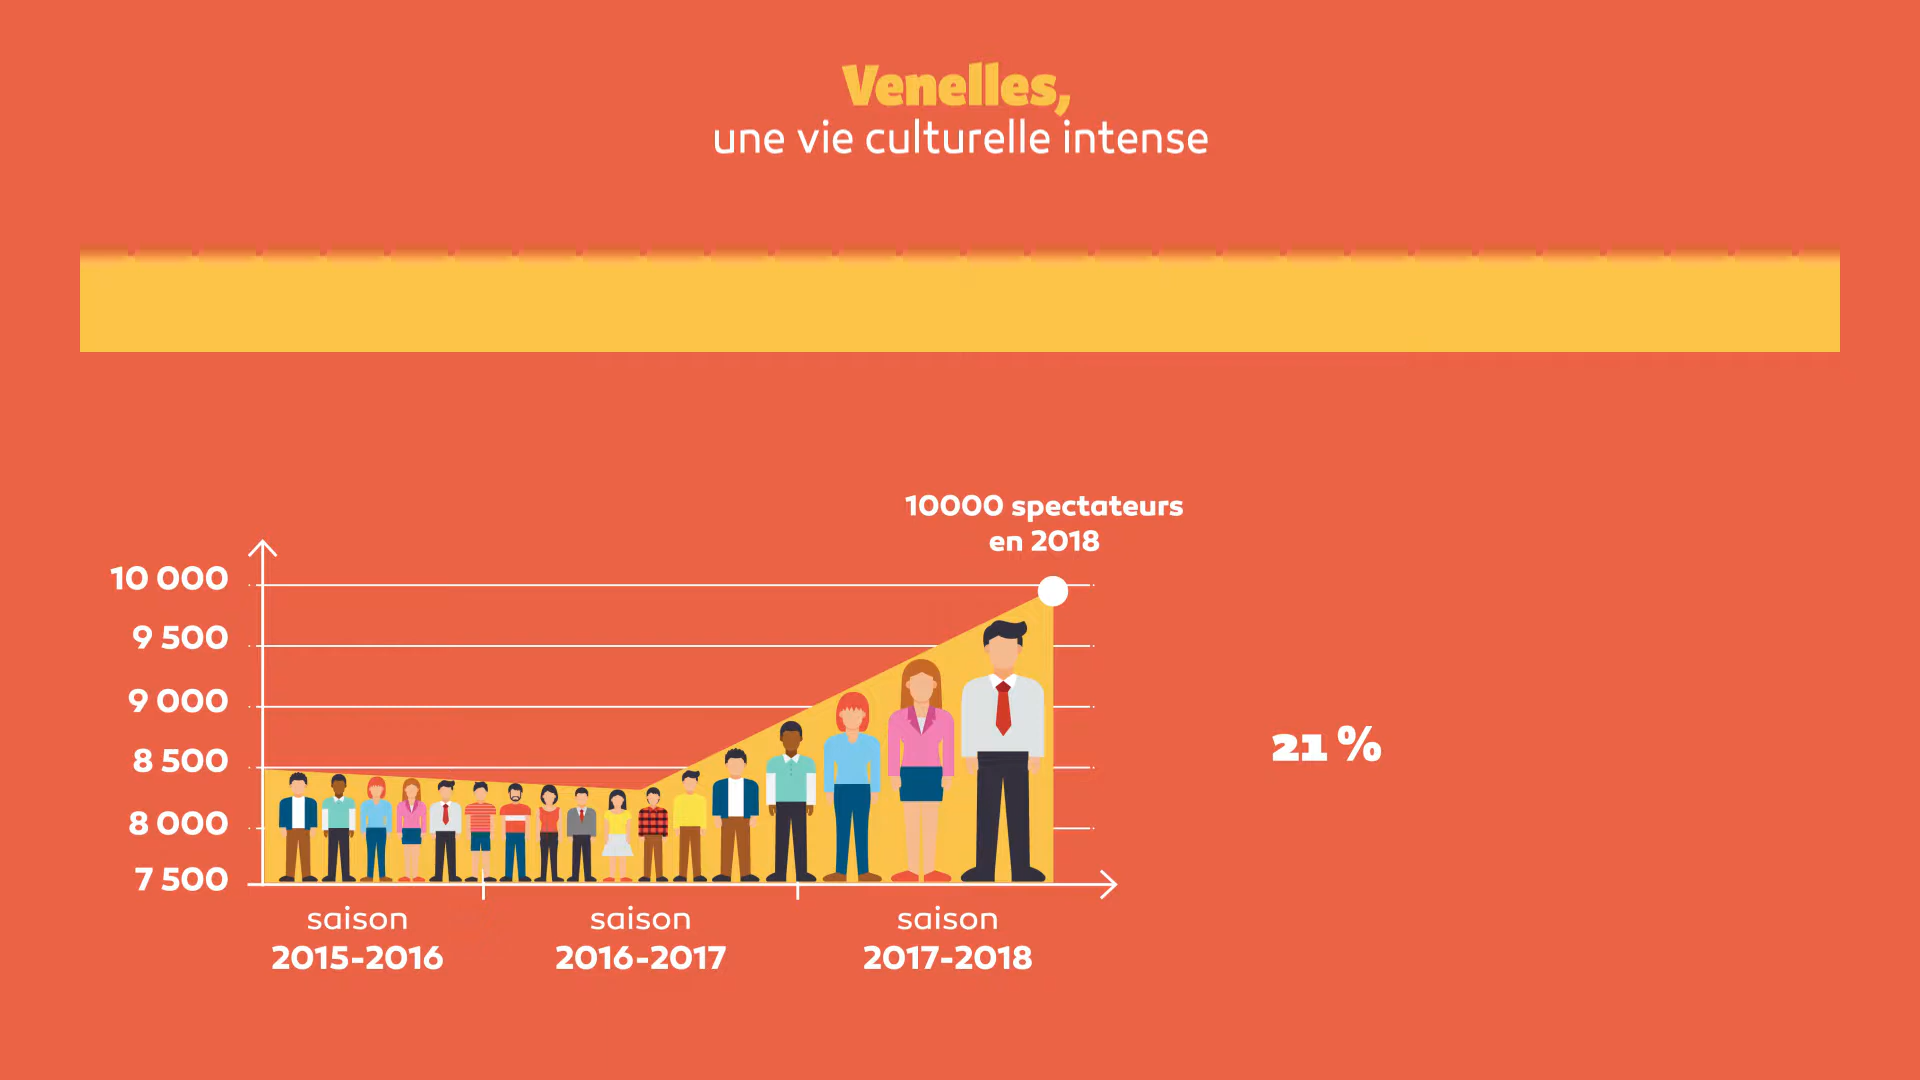 Venelles,
une vie culturelle intense
10000 spectateurs
en 2018
10 000
9 500
9 000
8 500
8 000
7 500
21 %
saison
2015-2016
saison
2016-2017
saison
2017-2018